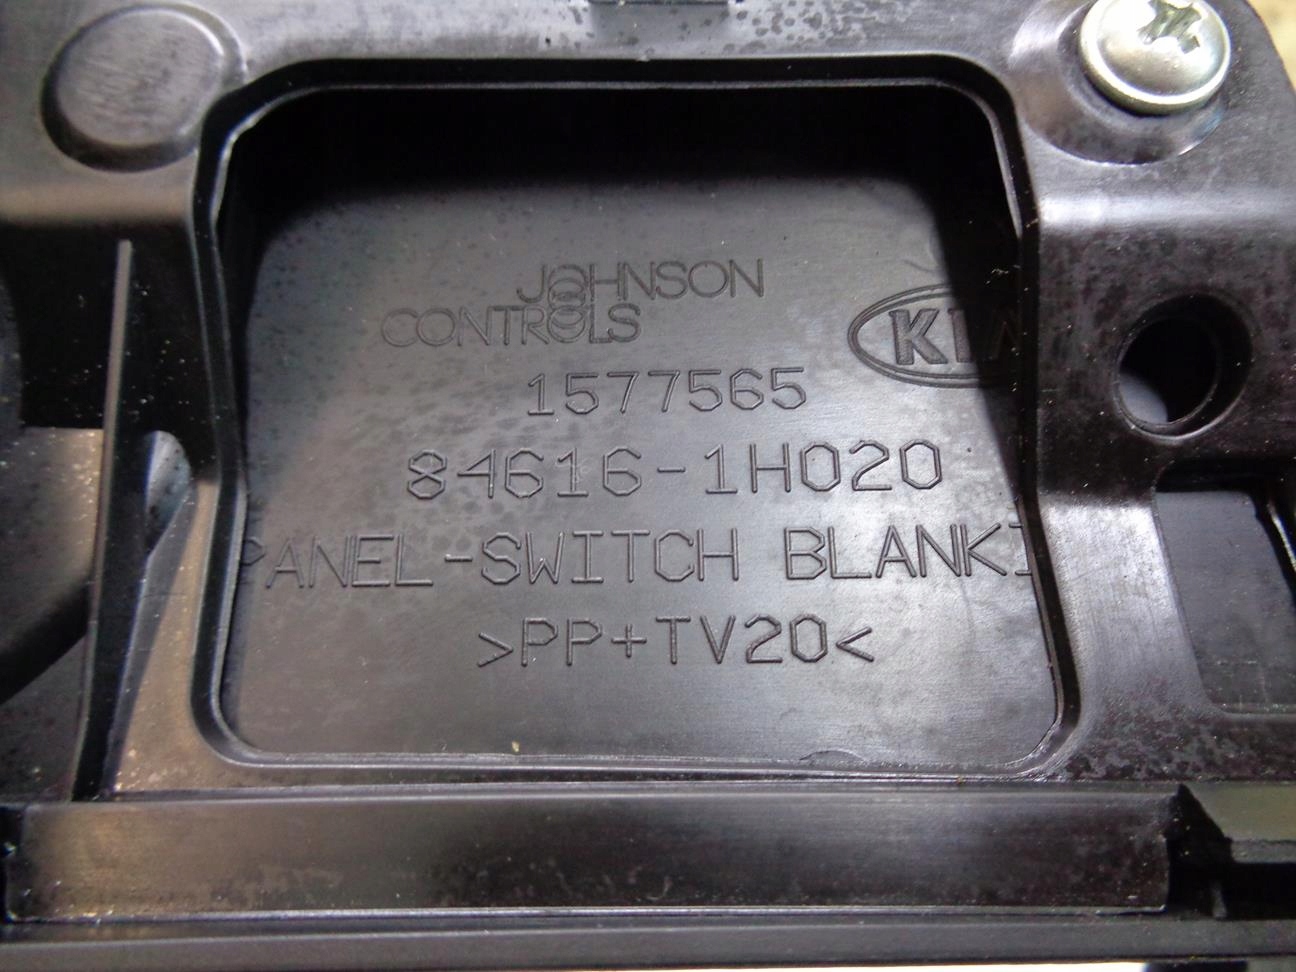 JOHNSON
CONTROLS
KIA
1577565
84616-1H020
PANEL-SWITCH BLANKI
>PP+TV20<